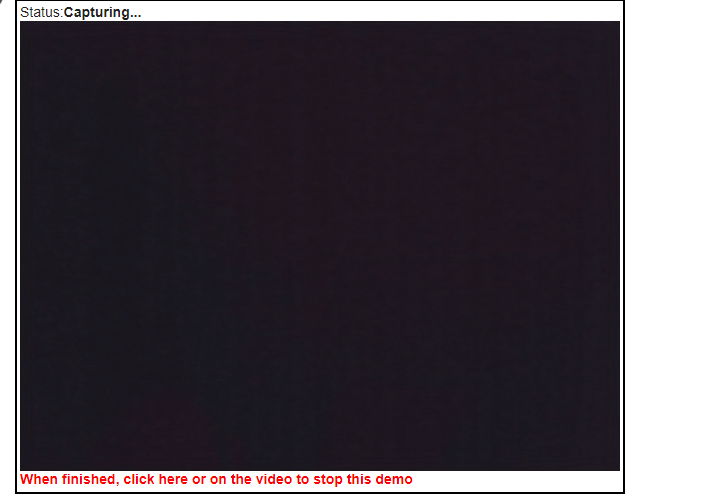 Status:Capturing...
When finished, click here or on the video to stop this demo